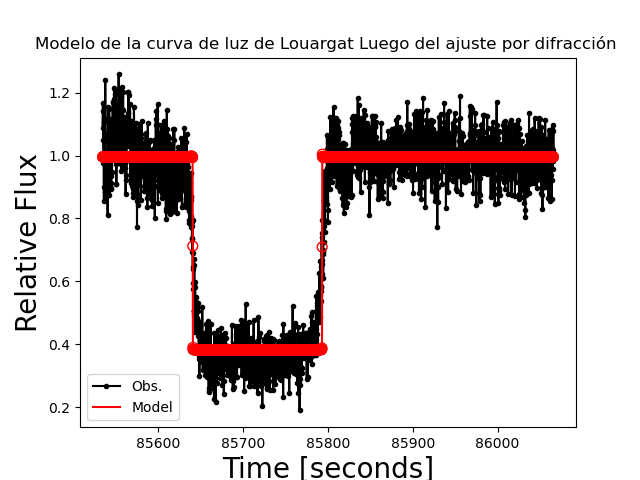 Modelo de la curva de luz de Louargat Luego del ajuste por difracción
Relative Flux
1.2
1.0
0.8
0.6
0.4
0.2
Obs.
Model
85600 85700 85800 85900 86000
Time [seconds]